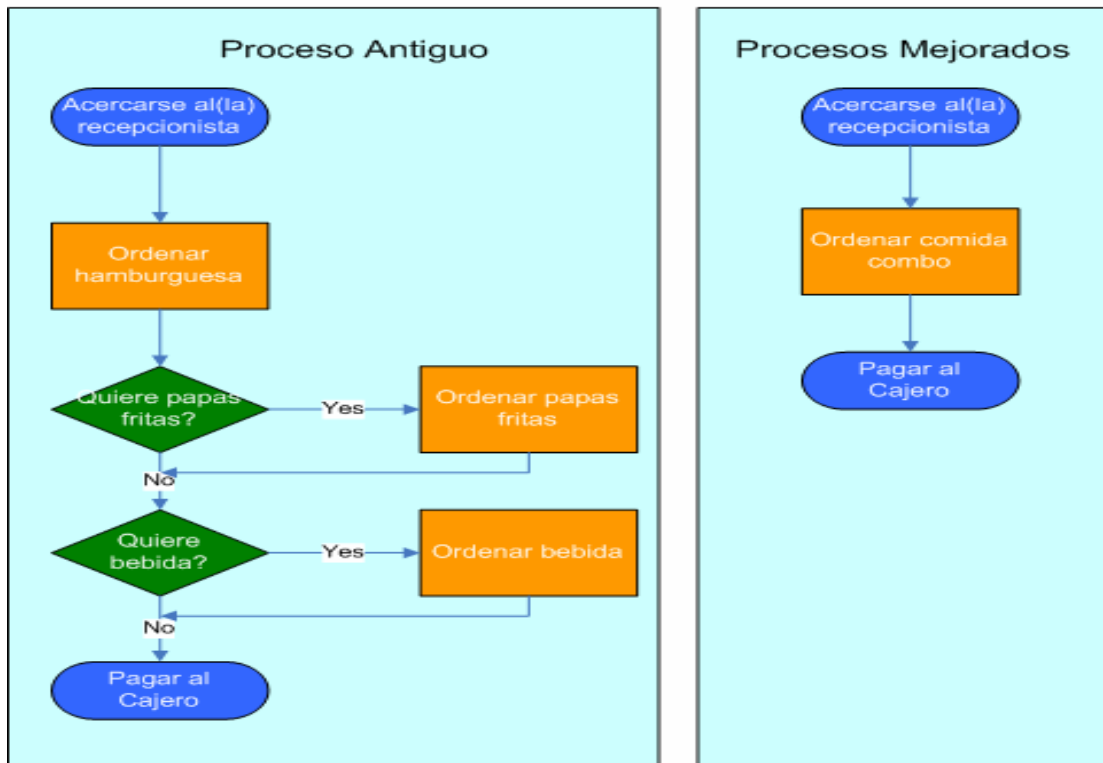 Proceso Antiguo
Acercarse al(la)
recepcionista
Ordenar
hamburguesa
Quiere papas
fritas?
Yes
Ordenar papas
fritas
No
Quiere
bebida?
Yes
Ordenar bebida
No
Pagar al
Cajero
Procesos Mejorados
Acercarse al(la)
recepcionista
Ordenar comida
combo
Pagar al
Cajero